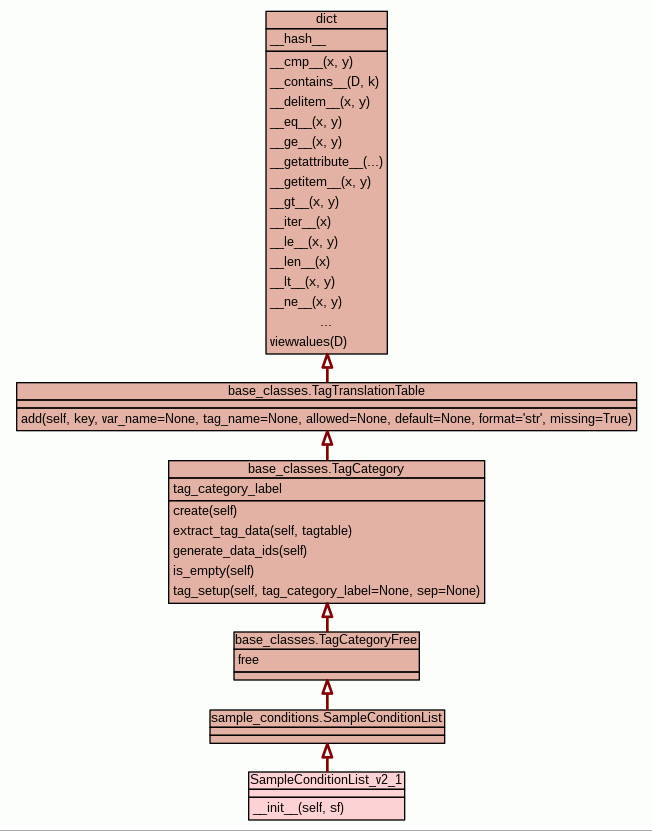 dict
__hash__
__cmp__(x, y)
__contains__(D, k)
__delitem__(x, y)
__eq__(x, y)
__ge__(x, y)
__getattribute__(...)
__getitem__(x, y)
__gt__(x, y)
__iter__(x)
__le__(x, y)
__len__(x)
__lt__(x, y)
__ne__(x, y)
...
viewvalues(D)
base_classes.TagTranslationTable
add(self, key, var_name=None, tag_name=None, allowed=None, default=None, format='str', missing=True)
base_classes.TagCategory
tag_category_label
create(self)
extract_tag_data(self, tagtable)
generate_data_ids(self)
is_empty(self)
tag_setup(self, tag_category_label=None, sep=None)
base_classes.TagCategoryFree
free
sample_conditions.SampleConditionList
SampleConditionList_v2_1
__init__(self, sf)